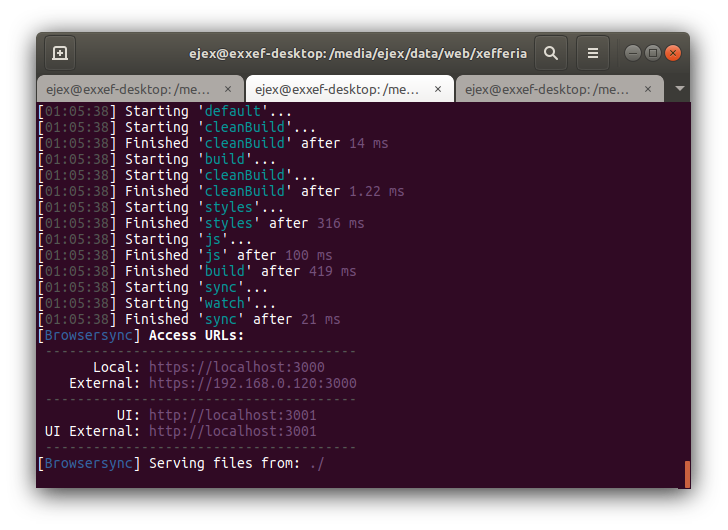 ejex@exxef-desktop: /media/ejex/data/web/xefferia
ejex@exxef-desktop: /me... × ejex@exxef-desktop: /me... × ejex@exxef-desktop: /me... ×
[01:05:38] Starting 'default'...
[01:05:38] Starting 'cleanBuild'...
[01:05:38] Finished 'cleanBuild' after 14 ms
[01:05:38] Starting 'build'...
[01:05:38] Starting 'cleanBuild'...
[01:05:38] Finished 'cleanBuild' after 1.22 ms
[01:05:38] Starting 'styles'...
[01:05:38] Finished 'styles' after 316 ms
[01:05:38] Starting 'js'...
[01:05:38] Finished 'js' after 100 ms
[01:05:38] Finished 'build' after 419 ms
[01:05:38] Starting 'sync'...
[01:05:38] Starting 'watch'...
[01:05:38] Finished 'sync' after 21 ms
[Browsersync] Access URLs:
---------------------------------------
Local: https://localhost:3000
External: https://192.168.0.120:3000
---------------------------------------
UI: http://localhost:3001
UI External: http://localhost:3001
---------------------------------------
[Browsersync] Serving files from: ./